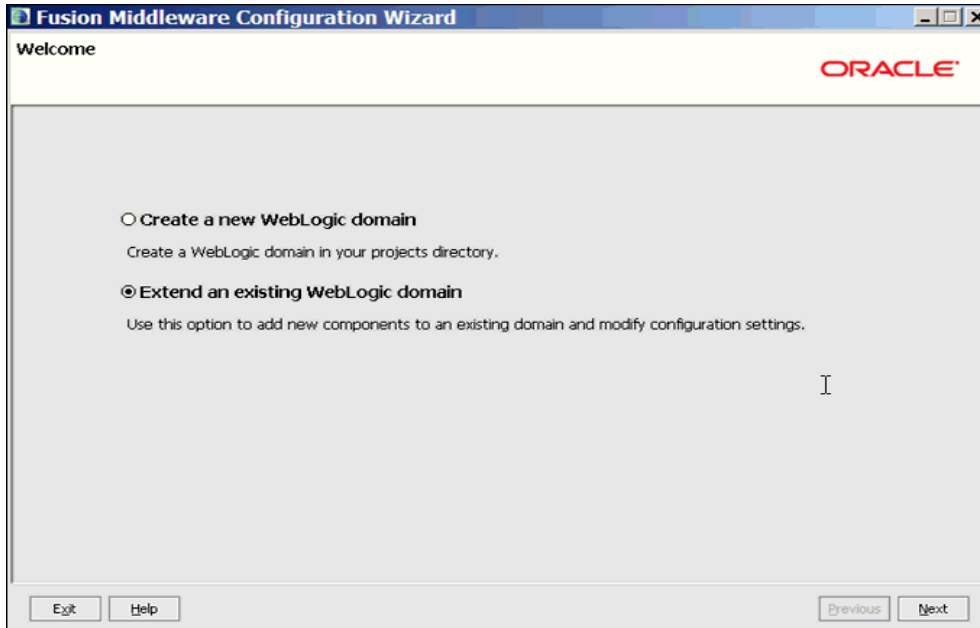 Fusion Middleware Configuration Wizard
Welcome
ORACLE
Create a new WebLogic domain
Create a WebLogic domain in your projects directory.
Extend an existing WebLogic domain
Use this option to add new components to an existing domain and modify configuration settings.
Exit
Help
Previous
Next